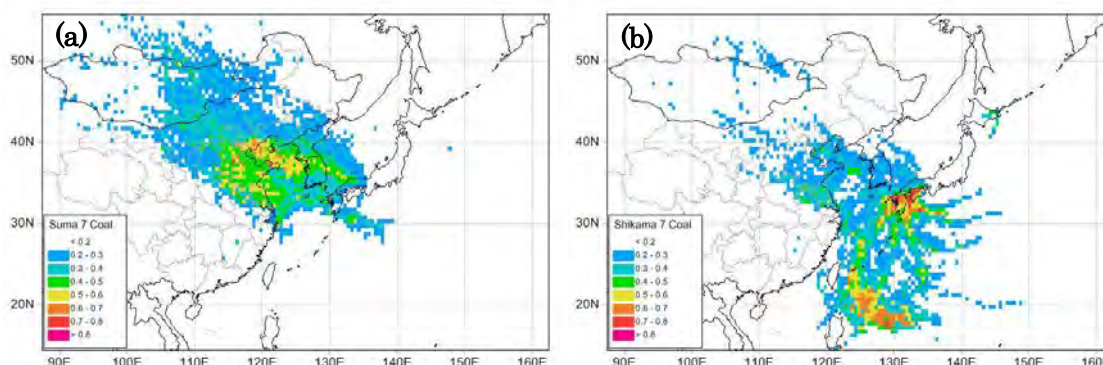 (a)
50N
40N
30N
20N
Suma 7 Coal
< 0.2
0.2 - 0.3
0.3 - 0.4
0.4 - 0.5
0.5 - 0.6
0.6 - 0.7
0.7 - 0.8
> 0.8
90E 100E 110E 120E 130E 140E 150E 160E
(b)
50N
40N
30N
20N
Shikama 7 Coal
< 0.2
0.2 - 0.3
0.3 - 0.4
0.4 - 0.5
0.5 - 0.6
0.6 - 0.7
0.7 - 0.8
> 0.8
90E 100E 110E 120E 130E 140E 150E 160E